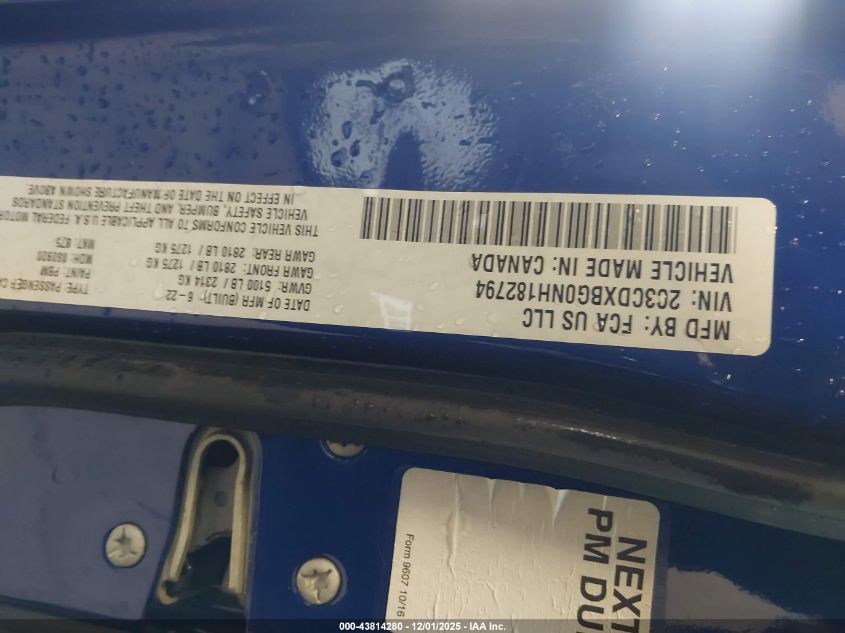 MFD BY: FCA US LLC
VIN: 2C3CDXBG0NH182794
VEHICLE MADE IN: CANADA
DATE OF MFR (BUILT): 6-22
GVWR: 5100 LB / 2314 KG
GAWR FRONT: 2810 LB / 1275 KG
GAWR REAR: 2810 LB / 1275 KG
TYPE: PASSENGER CA
PAINT: PBM
MDH: 060920
MKT: 875
THIS VEHICLE CONFORMS TO ALL APPLICABLE U.S.A. FEDERAL MOTOR
VEHICLE SAFETY, BUMPER, AND THEFT PREVENTION STANDARDS
IN EFFECT ON THE DATE OF MANUFACTURE SHOWN ABOVE.
NEXT
PM DU
Form 9607 10/16
000-43814280 - 12/01/2025 - IAA Inc.